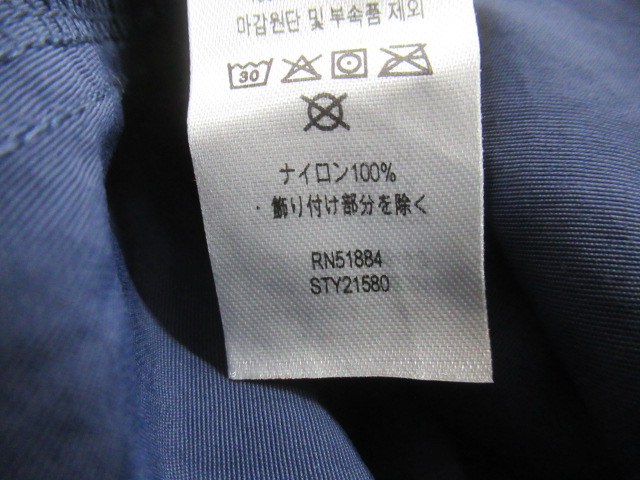 마감원단 및 부속품 제외
30
ナイロン100%
・飾り付け部分を除く
RN51884
STY21580